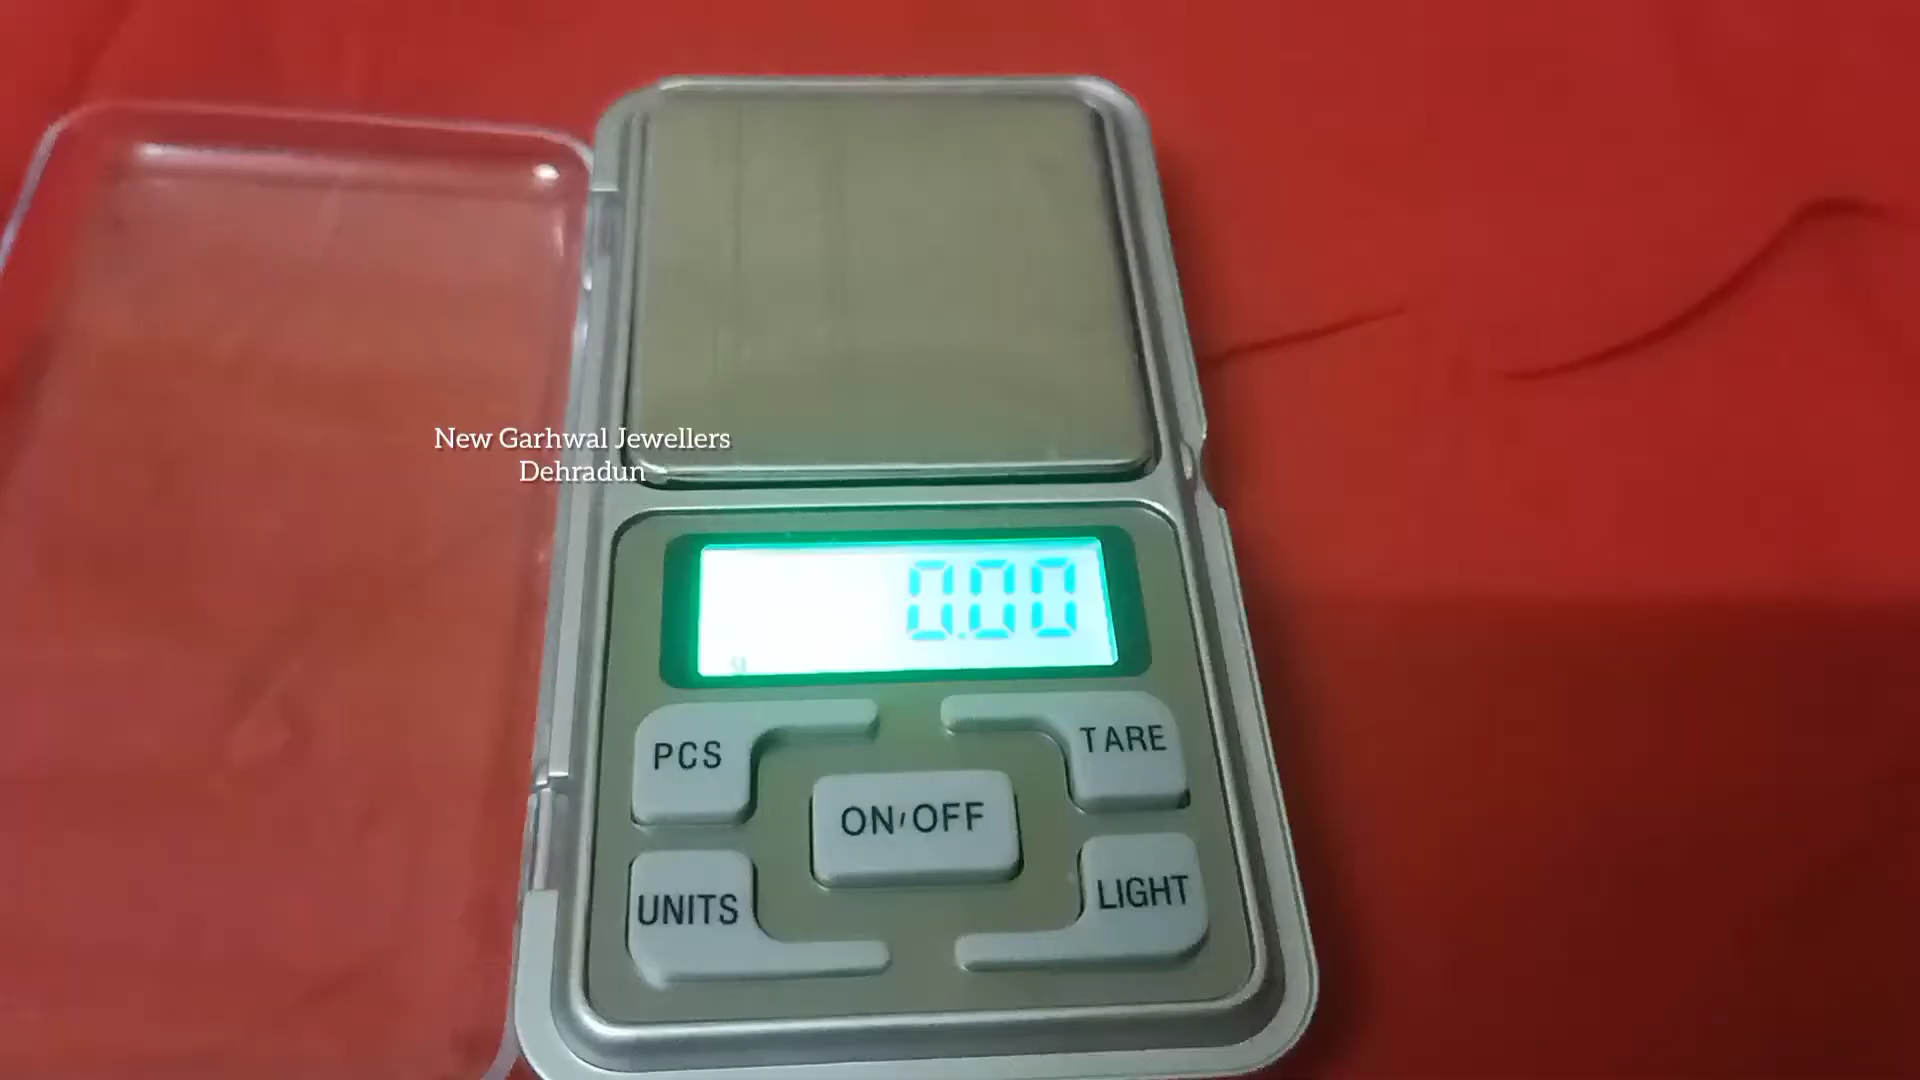 New Garhwal Jewellers
Dehradun
0.00
PCS
TARE
ON/OFF
UNITS
LIGHT